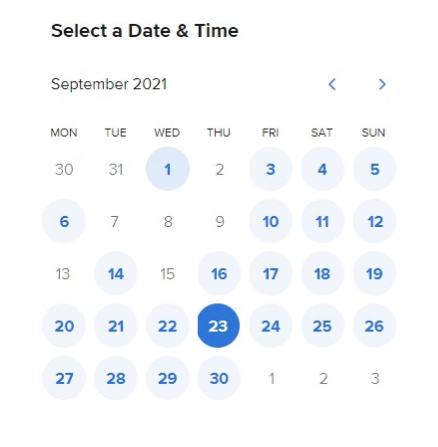 Select a Date & Time
September 2021
MON TUE WED THU FRI SAT SUN
30 31 1 2 3 4 5
6 7 8 9 10 11 12
13 14 15 16 17 18 19
20 21 22 23 24 25 26
27 28 29 30 1 2 3